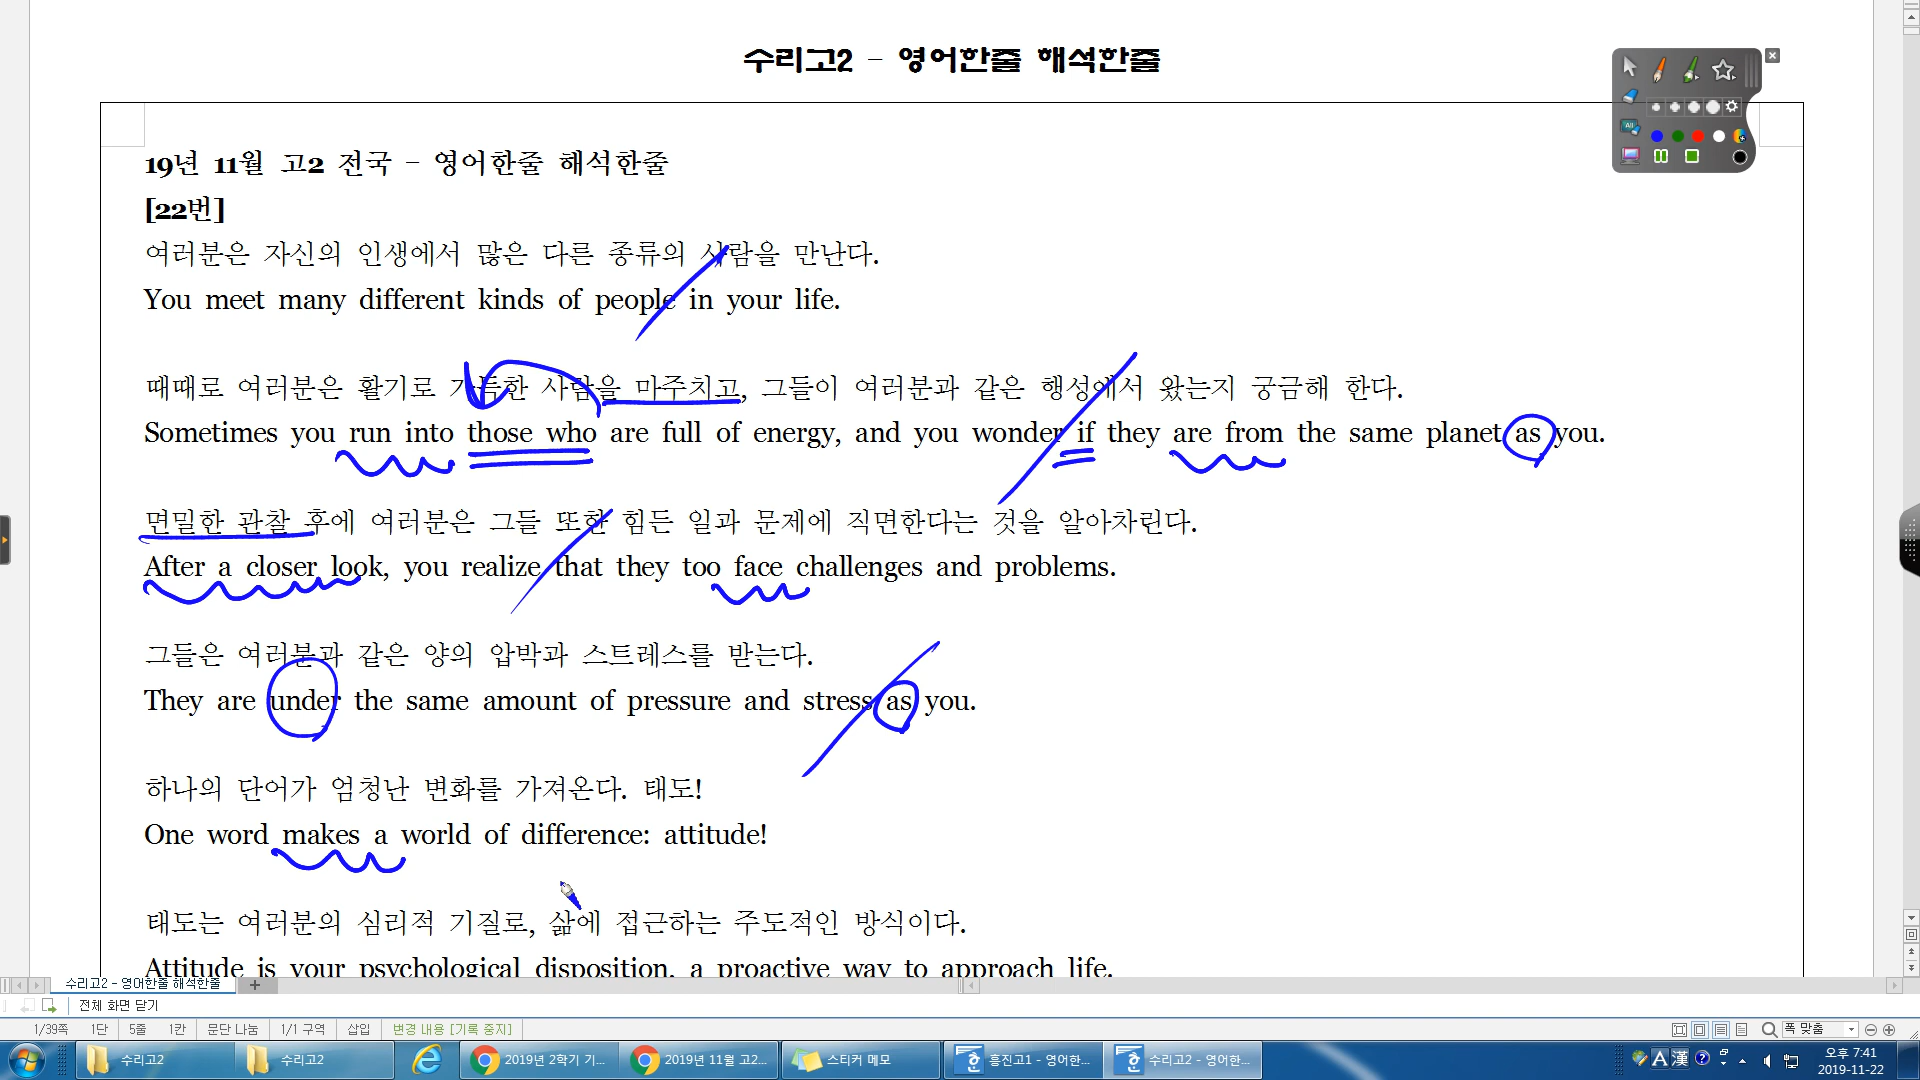 수리고2 - 영어한줄 해석한줄
19년 11월 고2 전국 - 영어한줄 해석한줄
[22번]
여러분은 자신의 인생에서 많은 다른 종류의 사람을 만난다.
You meet many different kinds of people in your life.
때때로 여러분은 활기로 가득한 사람을 마주치고, 그들이 여러분과 같은 행성에서 왔는지 궁금해 한다.
Sometimes you run into those who are full of energy, and you wonder if they are from the same planet as you.
면밀한 관찰 후에 여러분은 그들 또한 힘든 일과 문제에 직면한다는 것을 알아차린다.
After a closer look, you realize that they too face challenges and problems.
그들은 여러분과 같은 양의 압박과 스트레스를 받는다.
They are under the same amount of pressure and stress as you.
하나의 단어가 엄청난 변화를 가져온다. 태도!
One word makes a world of difference: attitude!
태도는 여러분의 심리적 기질로, 삶에 접근하는 주도적인 방식이다.
Attitude is your psychological disposition, a proactive way to approach life.
수리고2 - 영어한줄 해석한줄
전체 화면 닫기
1/39쪽 1단 5줄 1칸 문단 나눔 1/1 구역 삽입 변경 내용 [기록 중지] 폭 맞춤
수리고2 수리고2 2019년 2학기 기... 2019년 11월 고2... 스티커 메모 흥진고1 - 영어한... 수리고2 - 영어한... A 漢 오후 7:41
2019-11-22